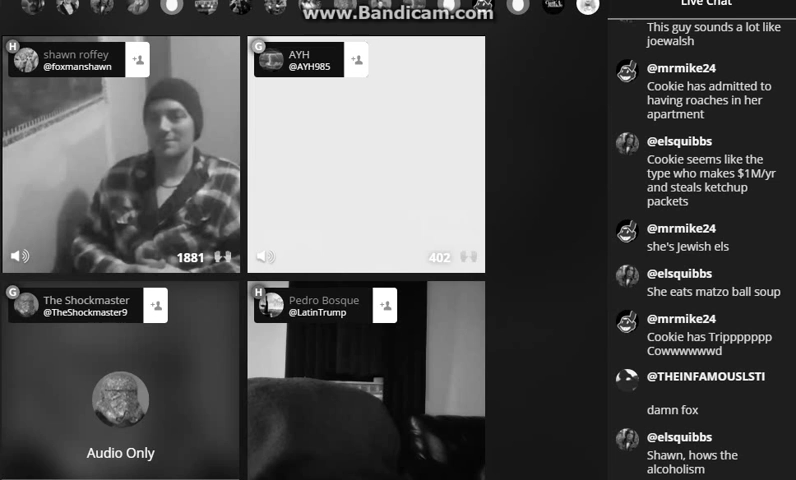 www.Bandicam.com
Live Chat
H
shawn roffey
@foxmanshawn
1881
G
AYH
@AYH985
402
G
The Shockmaster
@TheShockmaster9
Audio Only
H
Pedro Bosque
@LatinTrump
This guy sounds a lot like
joewalsh
@mrmike24
Cookie has admitted to
having roaches in her
apartment
@elsquibbs
Cookie seems like the
type who makes $1M/yr
and steals ketchup
packets
@mrmike24
she's Jewish els
@elsquibbs
She eats matzo ball soup
@mrmike24
Cookie has Tripppppp
Cowwwwwwd
@THEINFAMOUSLSTI
damn fox
@elsquibbs
Shawn, hows the
alcoholism